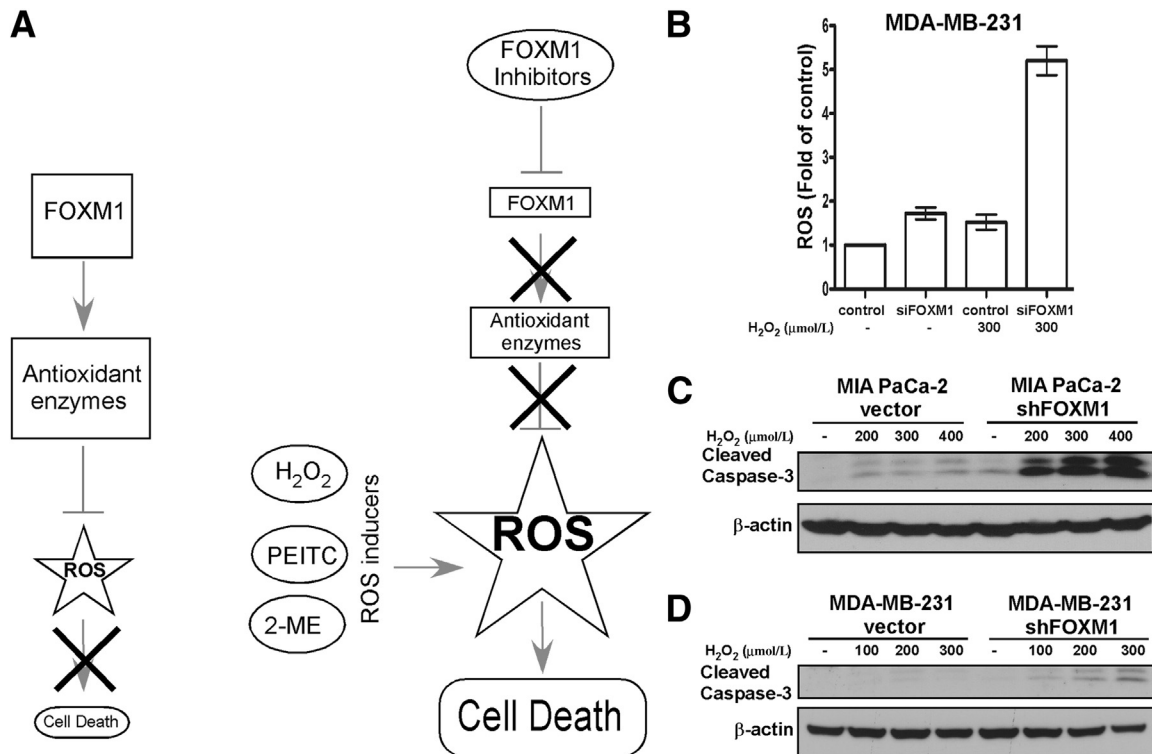 A
FOXM1
Antioxidant
enzymes
ROS
Cell Death
FOXM1
Inhibitors
FOXM1
Antioxidant
enzymes
H₂O₂
PEITC
2-ME
ROS inducers
ROS
Cell Death
B
MDA-MB-231
ROS (Fold of control)
6
5
4
3
2
1
0
control siFOXM1 control siFOXM1
H₂O₂ (μmol/L) - - 300 300
C
MIA PaCa-2 MIA PaCa-2
vector shFOXM1
H₂O₂ (μmol/L) - 200 300 400 - 200 300 400
Cleaved
Caspase-3
β-actin
D
MDA-MB-231 MDA-MB-231
vector shFOXM1
H₂O₂ (μmol/L) - 100 200 300 - 100 200 300
Cleaved
Caspase-3
β-actin